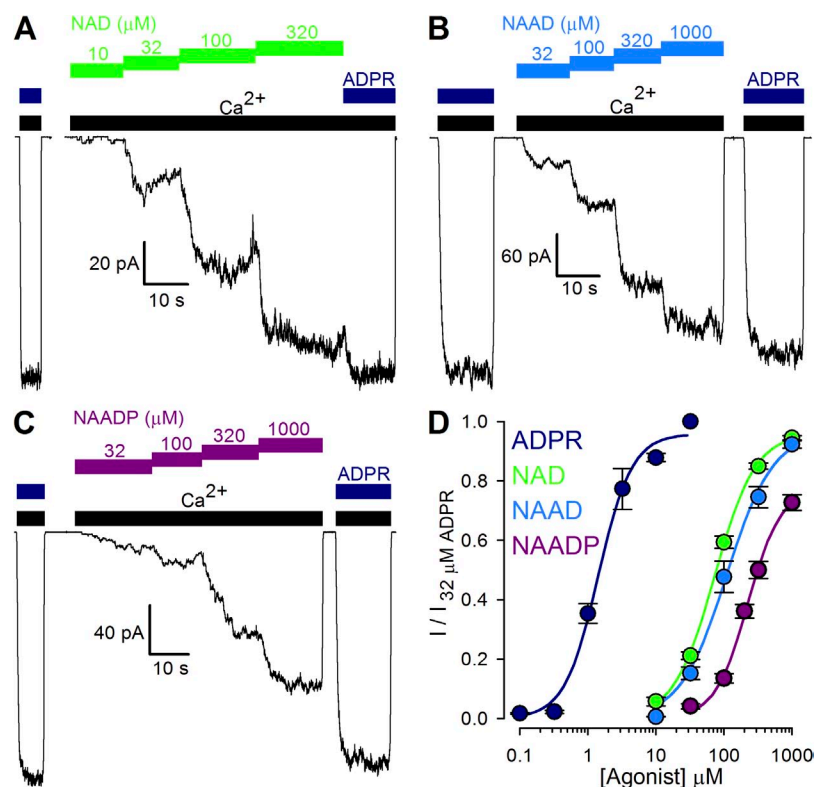 A
NAD (μM)
10
32
100
320
ADPR
Ca2+
20 pA
10 s
B
NAAD (μM)
32
100
320
1000
ADPR
Ca2+
60 pA
10 s
C
NAADP (μM)
32
100
320
1000
ADPR
Ca2+
40 pA
10 s
D
ADPR
NAD
NAAD
NAADP
I / I 32 μM ADPR
1.0
0.8
0.6
0.4
0.2
0.0
0.1 1 10 100 1000
[Agonist] μM